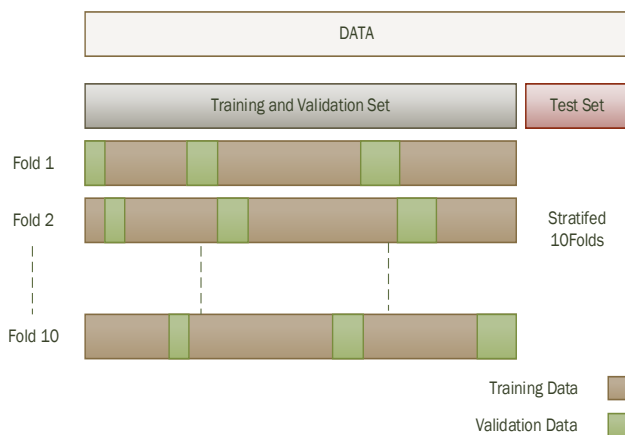 DATA
Training and Validation Set
Test Set
Fold 1
Fold 2
Stratifed
10Folds
Fold 10
Training Data
Validation Data